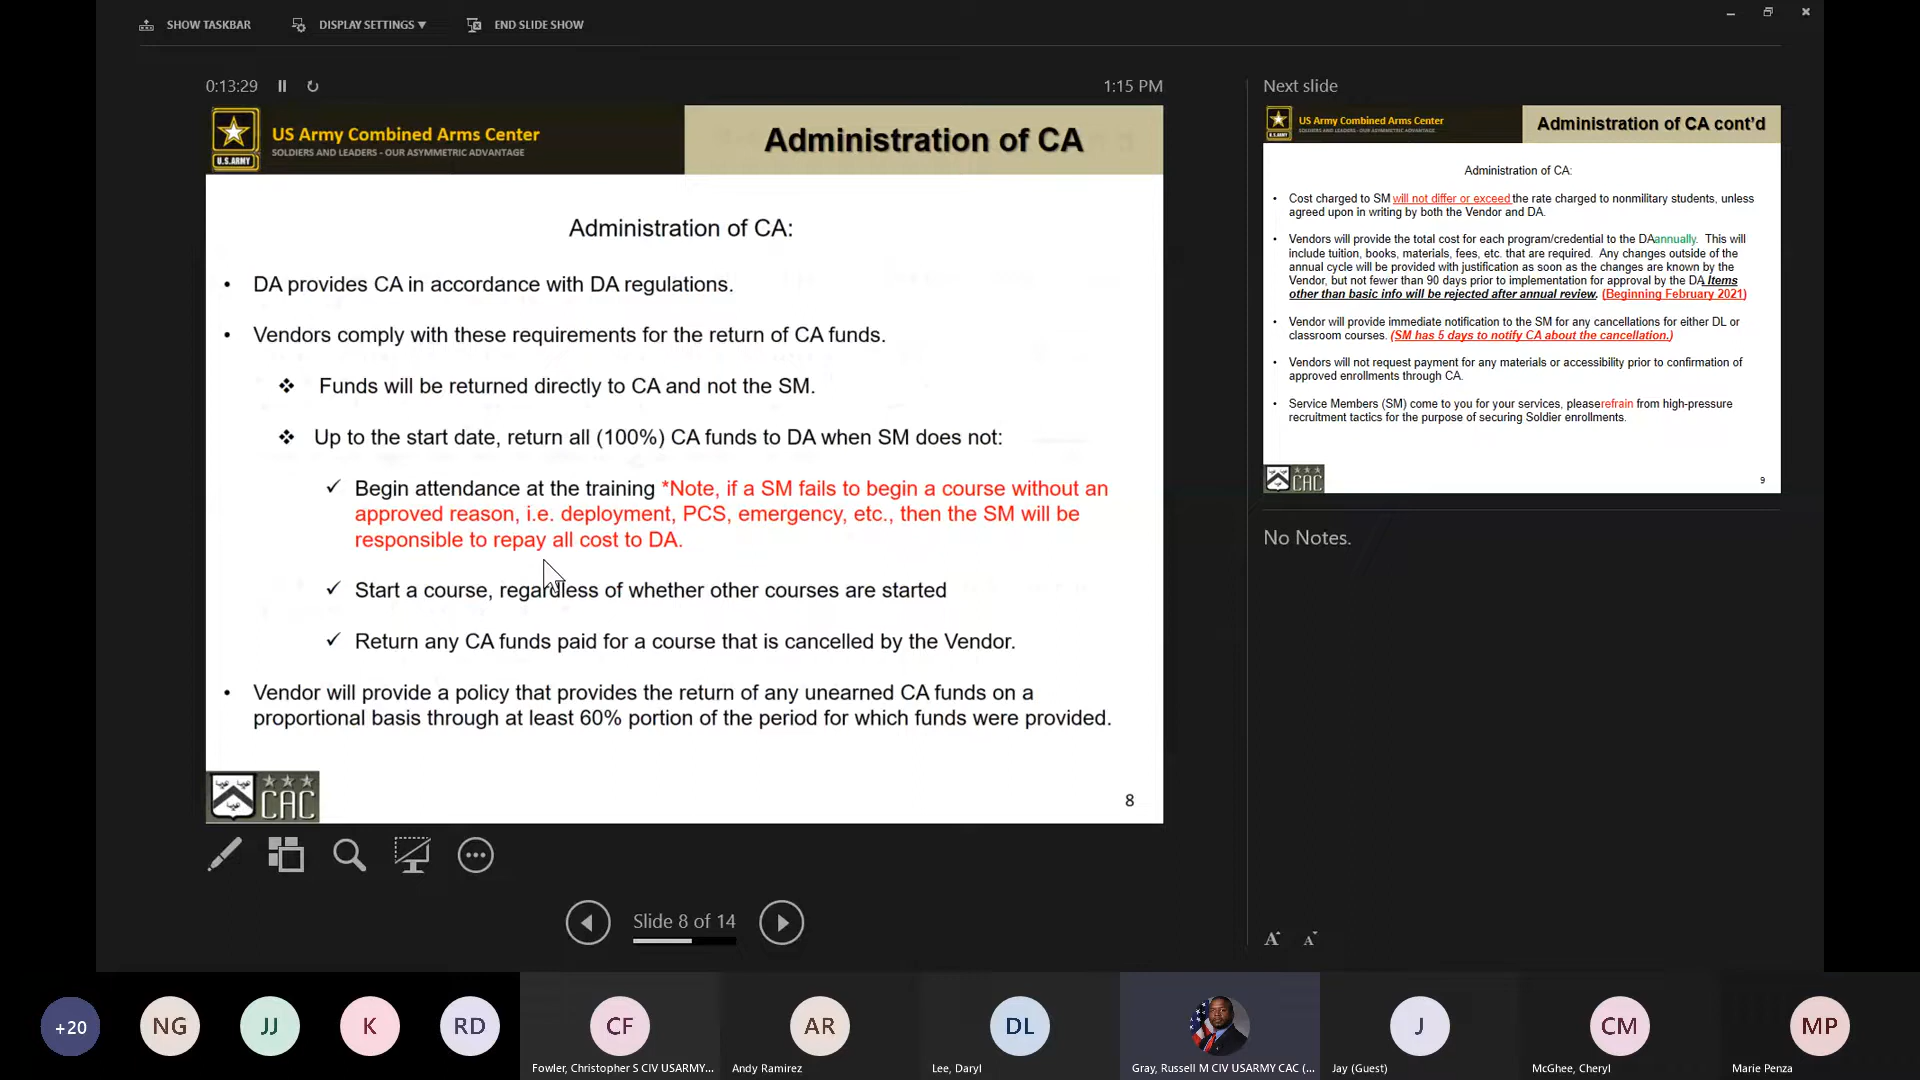 SHOW TASKBAR
DISPLAY SETTINGS
END SLIDE SHOW
0:13:29
1:15 PM
US Army Combined Arms Center
SOLDIERS AND LEADERS - OUR ASYMMETRIC ADVANTAGE
U.S.ARMY
Administration of CA
Administration of CA:
• DA provides CA in accordance with DA regulations.
• Vendors comply with these requirements for the return of CA funds.
❖ Funds will be returned directly to CA and not the SM.
❖ Up to the start date, return all (100%) CA funds to DA when SM does not:
✓ Begin attendance at the training *Note, if a SM fails to begin a course without an
approved reason, i.e. deployment, PCS, emergency, etc., then the SM will be
responsible to repay all cost to DA.
✓ Start a course, regardless of whether other courses are started
✓ Return any CA funds paid for a course that is cancelled by the Vendor.
• Vendor will provide a policy that provides the return of any unearned CA funds on a
proportional basis through at least 60% portion of the period for which funds were provided.
CAC
8
Slide 8 of 14
Next slide
US Army Combined Arms Center
SOLDIERS AND LEADERS - OUR ASYMMETRIC ADVANTAGE
Administration of CA cont'd
Administration of CA:
• Cost charged to SM will not differ or exceed the rate charged to nonmilitary students, unless
agreed upon in writing by both the Vendor and DA.
• Vendors will provide the total cost for each program/credential to the DA annually. This will
include tuition, books, materials, fees, etc. that are required. Any changes outside of the
annual cycle will be provided with justification as soon as the changes are known by the
Vendor, but not fewer than 90 days prior to implementation for approval by the DA. Items
other than basic info will be rejected after annual review. (Beginning February 2021)
• Vendor will provide immediate notification to the SM for any cancellations for either DL or
classroom courses. (SM has 5 days to notify CA about the cancellation.)
• Vendors will not request payment for any materials or accessibility prior to confirmation of
approved enrollments through CA.
• Service Members (SM) come to you for your services, please refrain from high-pressure
recruitment tactics for the purpose of securing Soldier enrollments.
CAC
9
No Notes.
A A
+20
NG
JJ
K
RD
CF
AR
DL
J
CM
MP
Fowler, Christopher S CIV USARMY...
Andy Ramirez
Lee, Daryl
Gray, Russell M CIV USARMY CAC (...
Jay (Guest)
McGhee, Cheryl
Marie Penza